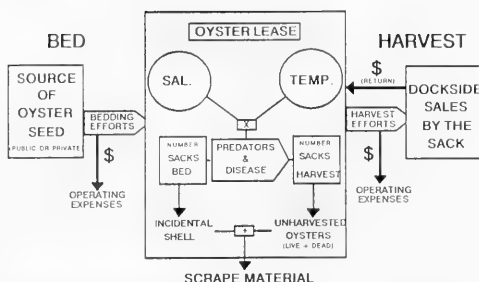 BED
HARVEST
OYSTER LEASE
SOURCE
OF
OYSTER
SEED
PUBLIC OR PRIVATE
BEDDING
EFFORTS
$
OPERATING
EXPENSES
SAL.
TEMP.
X
NUMBER
SACKS
BED
PREDATORS
&
DISEASE
NUMBER
SACKS
HARVEST
INCIDENTAL
SHELL
+
UNHARVESTED
OYSTERS
(LIVE + DEAD)
SCRAPE MATERIAL
$
(RETURN)
HARVEST
EFFORTS
$
OPERATING
EXPENSES
DOCKSIDE
SALES
BY THE
SACK